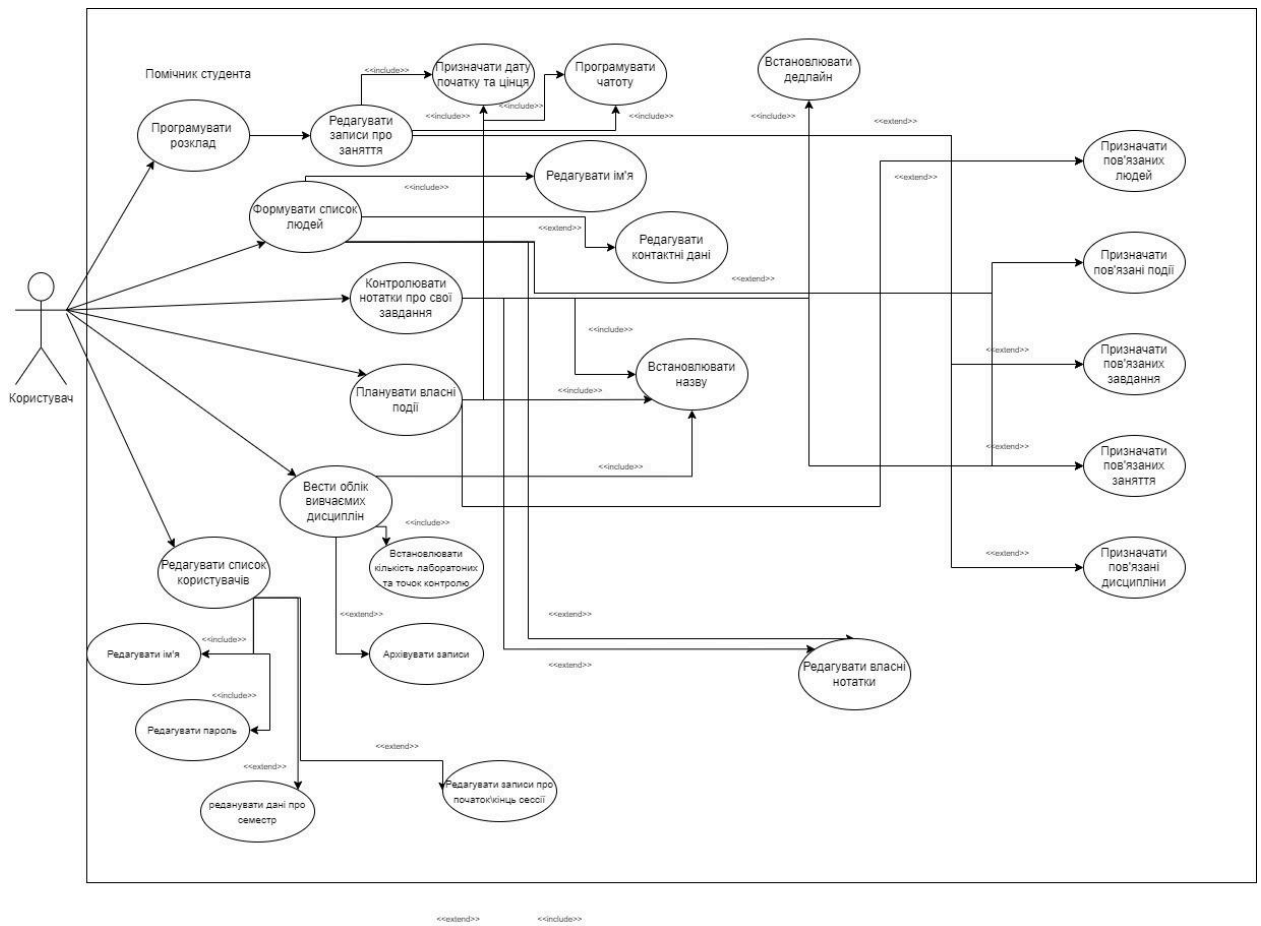 Помічник студента
Користувач
Програмувати
розклад
Редагувати
записи про
заняття
<<include>>
Призначати дату
початку та цінця
<<include>>
<<include>>
Програмувати
чатоту
<<include>>
Встановлювати
дедлайн
<<include>>
<<extend>>
Призначати
пов'язаних
людей
<<extend>>
Формувати список
людей
<<include>>
Редагувати ім'я
<<extend>>
Редагувати
контактні дані
<<extend>>
Призначати
пов'язані події
Контролювати
нотатки про свої
завдання
<<include>>
Встановлювати
назву
<<extend>>
Призначати
пов'язаних
завдання
Планувати власні
події
<<include>>
<<extend>>
Призначати
пов'язаних
заняття
<<include>>
Вести облік
вивчаємих
дисциплін
<<include>>
Встановлювати
кількість лаборатоних
та точок контролю
<<extend>>
Призначати
пов'язані
дисципліни
Редагувати список
користувачів
<<extend>>
<<extend>>
<<include>>
Редагувати ім'я
Архівувати записи
<<extend>>
Редагувати власні
нотатки
<<include>>
Редагувати пароль
<<extend>>
<<extend>>
реданувати дані про
семестр
Редагувати записи про
початок\кінць сессії
<<extend>>
<<include>>